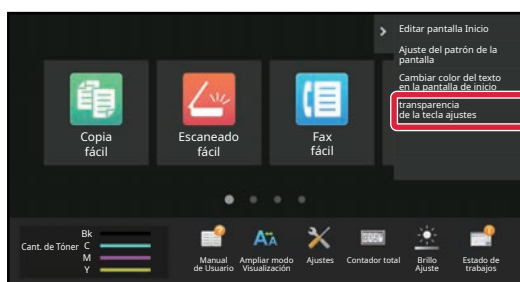 Editar pantalla Inicio
Ajuste del patrón de la
pantalla
Cambiar color del texto
en la pantalla de inicio
transparencia
de la tecla ajustes
Copia
fácil
Escaneado
fácil
Fax
fácil
Cant. de Tóner
Bk
C
M
Y
Manual
de Usuario
Ampliar modo
Visualización
Ajustes
Contador total
Brillo
Ajuste
Estado de
trabajos